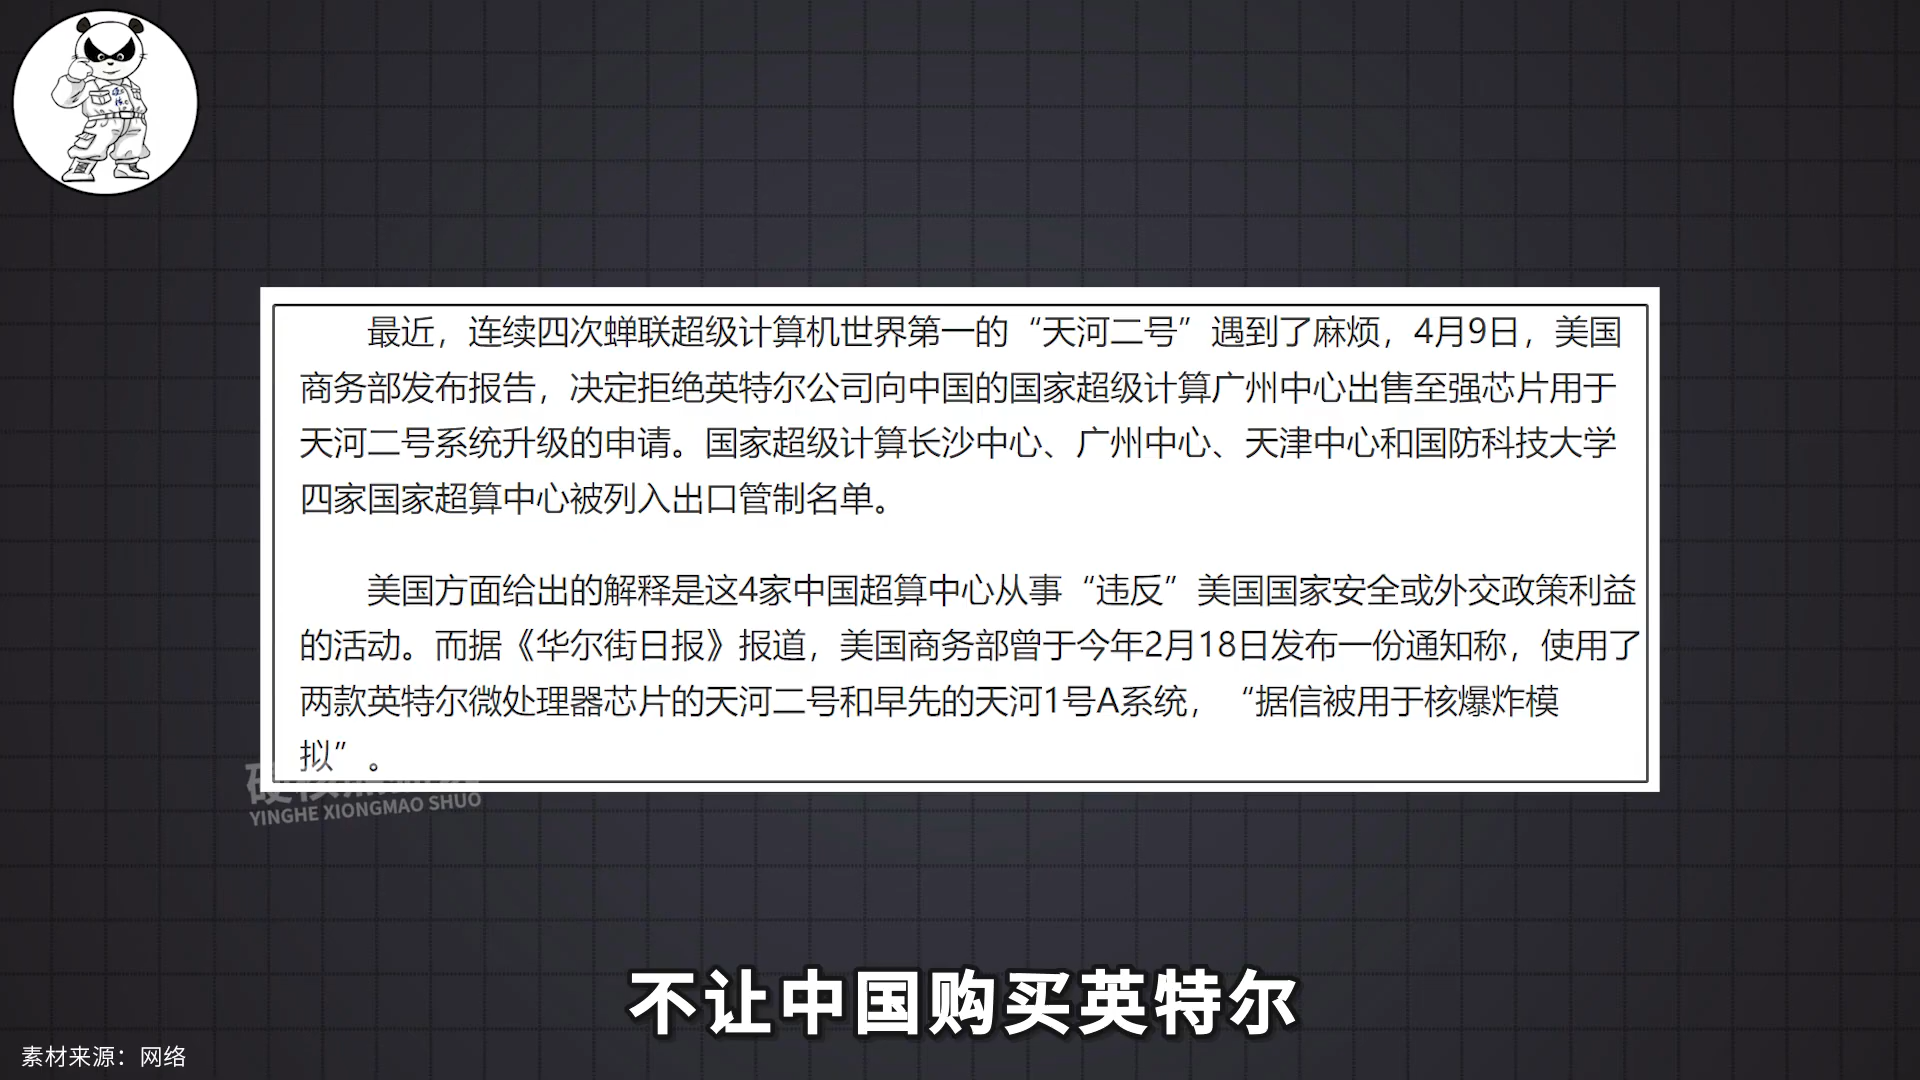 最近，连续四次蝉联超级计算机世界第一的“天河二号”遇到了麻烦，4月9日，美国
商务部发布报告，决定拒绝英特尔公司向中国的国家超级计算广州中心出售至强芯片用于
天河二号系统升级的申请。国家超级计算长沙中心、广州中心、天津中心和国防科技大学
四家国家超算中心被列入出口管制名单。
美国方面给出的解释是这4家中国超算中心从事“违反”美国国家安全或外交政策利益
的活动。而据《华尔街日报》报道，美国商务部曾于今年2月18日发布一份通知称，使用了
两款英特尔微处理器芯片的天河二号和早先的天河1号A系统，“据信被用于核爆炸模
拟”。
YINGHE XIONGMAO SHUO
不让中国购买英特尔
素材来源：网络